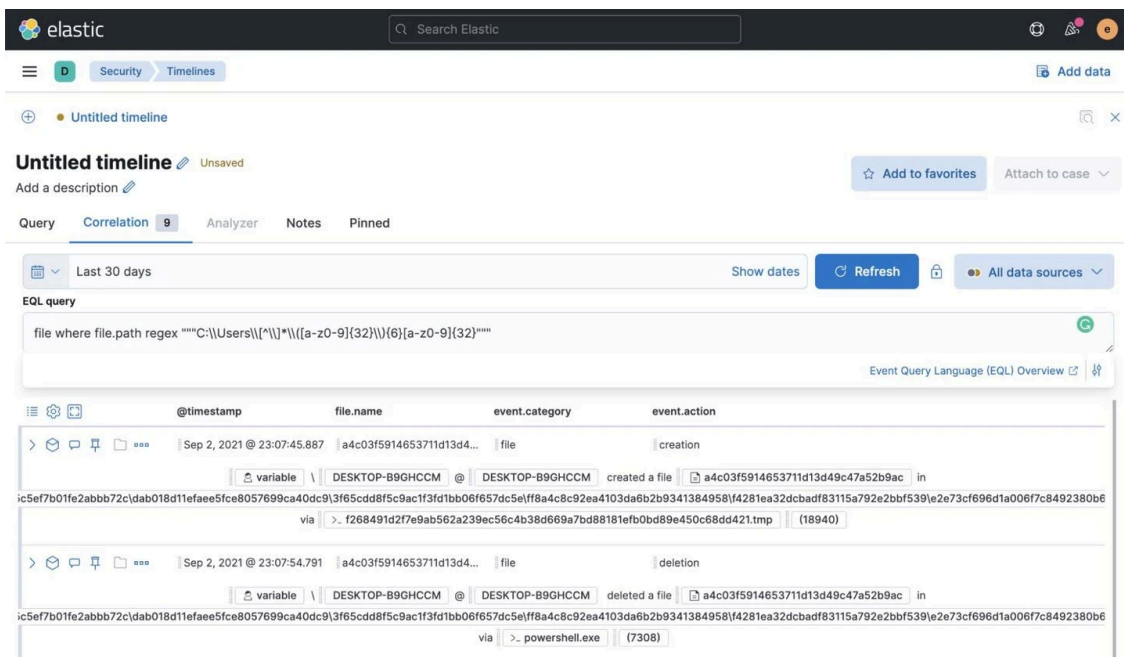 elastic
Search Elastic
e
D Security Timelines Add data
Untitled timeline
Untitled timeline Unsaved
Add a description
Add to favorites Attach to case
Query Correlation 9 Analyzer Notes Pinned
Last 30 days Show dates Refresh All data sources
EQL query
file where file.path regex """C:\\Users\\[^\\]*\\([a-z0-9]{32}\\){6}[a-z0-9]{32}"""
Event Query Language (EQL) Overview
@timestamp file.name event.category event.action
Sep 2, 2021 @ 23:07:45.887 a4c03f5914653711d13d4... file creation
variable \ DESKTOP-B9GHCCM @ DESKTOP-B9GHCCM created a file a4c03f5914653711d13d49c47a52b9ac in
5c5ef7b01fe2abbb72c\dab018d11efaee5fce8057699ca40dc9\3f65cdd8f5c9ac1f3fd1bb06f657dc5e\ff8a4c8c92ea4103da6b2b9341384958\f4281ea32dcbadf83115a792e2bbf539\e2e73cf696d1a006f7c8492380b6
via f268491d2f7e9ab562a239ec56c4b38d669a7bd88181efb0bd89e450c68dd421.tmp (18940)
Sep 2, 2021 @ 23:07:54.791 a4c03f5914653711d13d4... file deletion
variable \ DESKTOP-B9GHCCM @ DESKTOP-B9GHCCM deleted a file a4c03f5914653711d13d49c47a52b9ac in
5c5ef7b01fe2abbb72c\dab018d11efaee5fce8057699ca40dc9\3f65cdd8f5c9ac1f3fd1bb06f657dc5e\ff8a4c8c92ea4103da6b2b9341384958\f4281ea32dcbadf83115a792e2bbf539\e2e73cf696d1a006f7c8492380b6
via powershell.exe (7308)